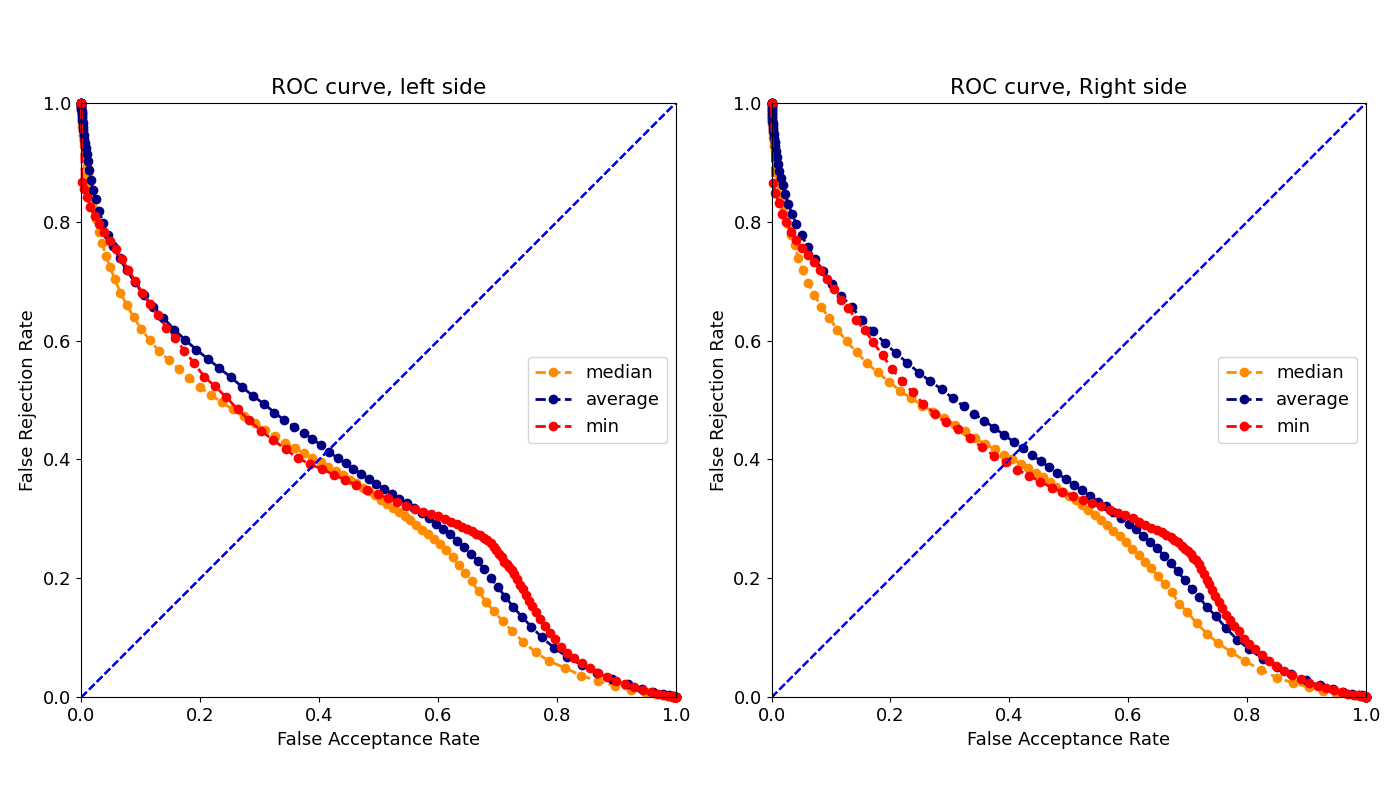 ROC curve, left side
1.0
0.8
0.6
0.4
0.2
0.0
False Rejection Rate
median
average
min
0.0 0.2 0.4 0.6 0.8 1.0
False Acceptance Rate
ROC curve, Right side
1.0
0.8
0.6
0.4
0.2
0.0
False Rejection Rate
median
average
min
0.0 0.2 0.4 0.6 0.8 1.0
False Acceptance Rate